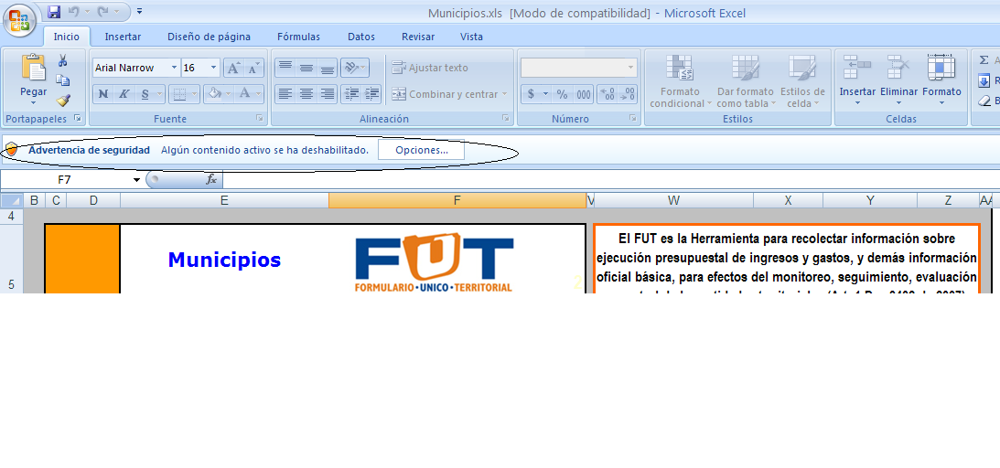 Municipios.xls [Modo de compatibilidad] - Microsoft Excel
Inicio Insertar Diseño de página Fórmulas Datos Revisar Vista
Pegar
Arial Narrow 16 A A
N K S A
Ajustar texto
Combinar y centrar
$ % 000
Formato condicional
Dar formato como tabla
Estilos de celda
Insertar Eliminar Formato
Σ A
R
B
Portapapeles Fuente Alineación Número Estilos Celdas
Advertencia de seguridad Algún contenido activo se ha deshabilitado. Opciones...
F7 fx
B C D E F V W X Y Z AA
4
5
Municipios
FUT
FORMULARIO·UNICO·TERRITORIAL
El FUT es la Herramienta para recolectar información sobre
ejecución presupuestal de ingresos y gastos, y demás información
oficial básica, para efectos del monitoreo, seguimiento, evaluación